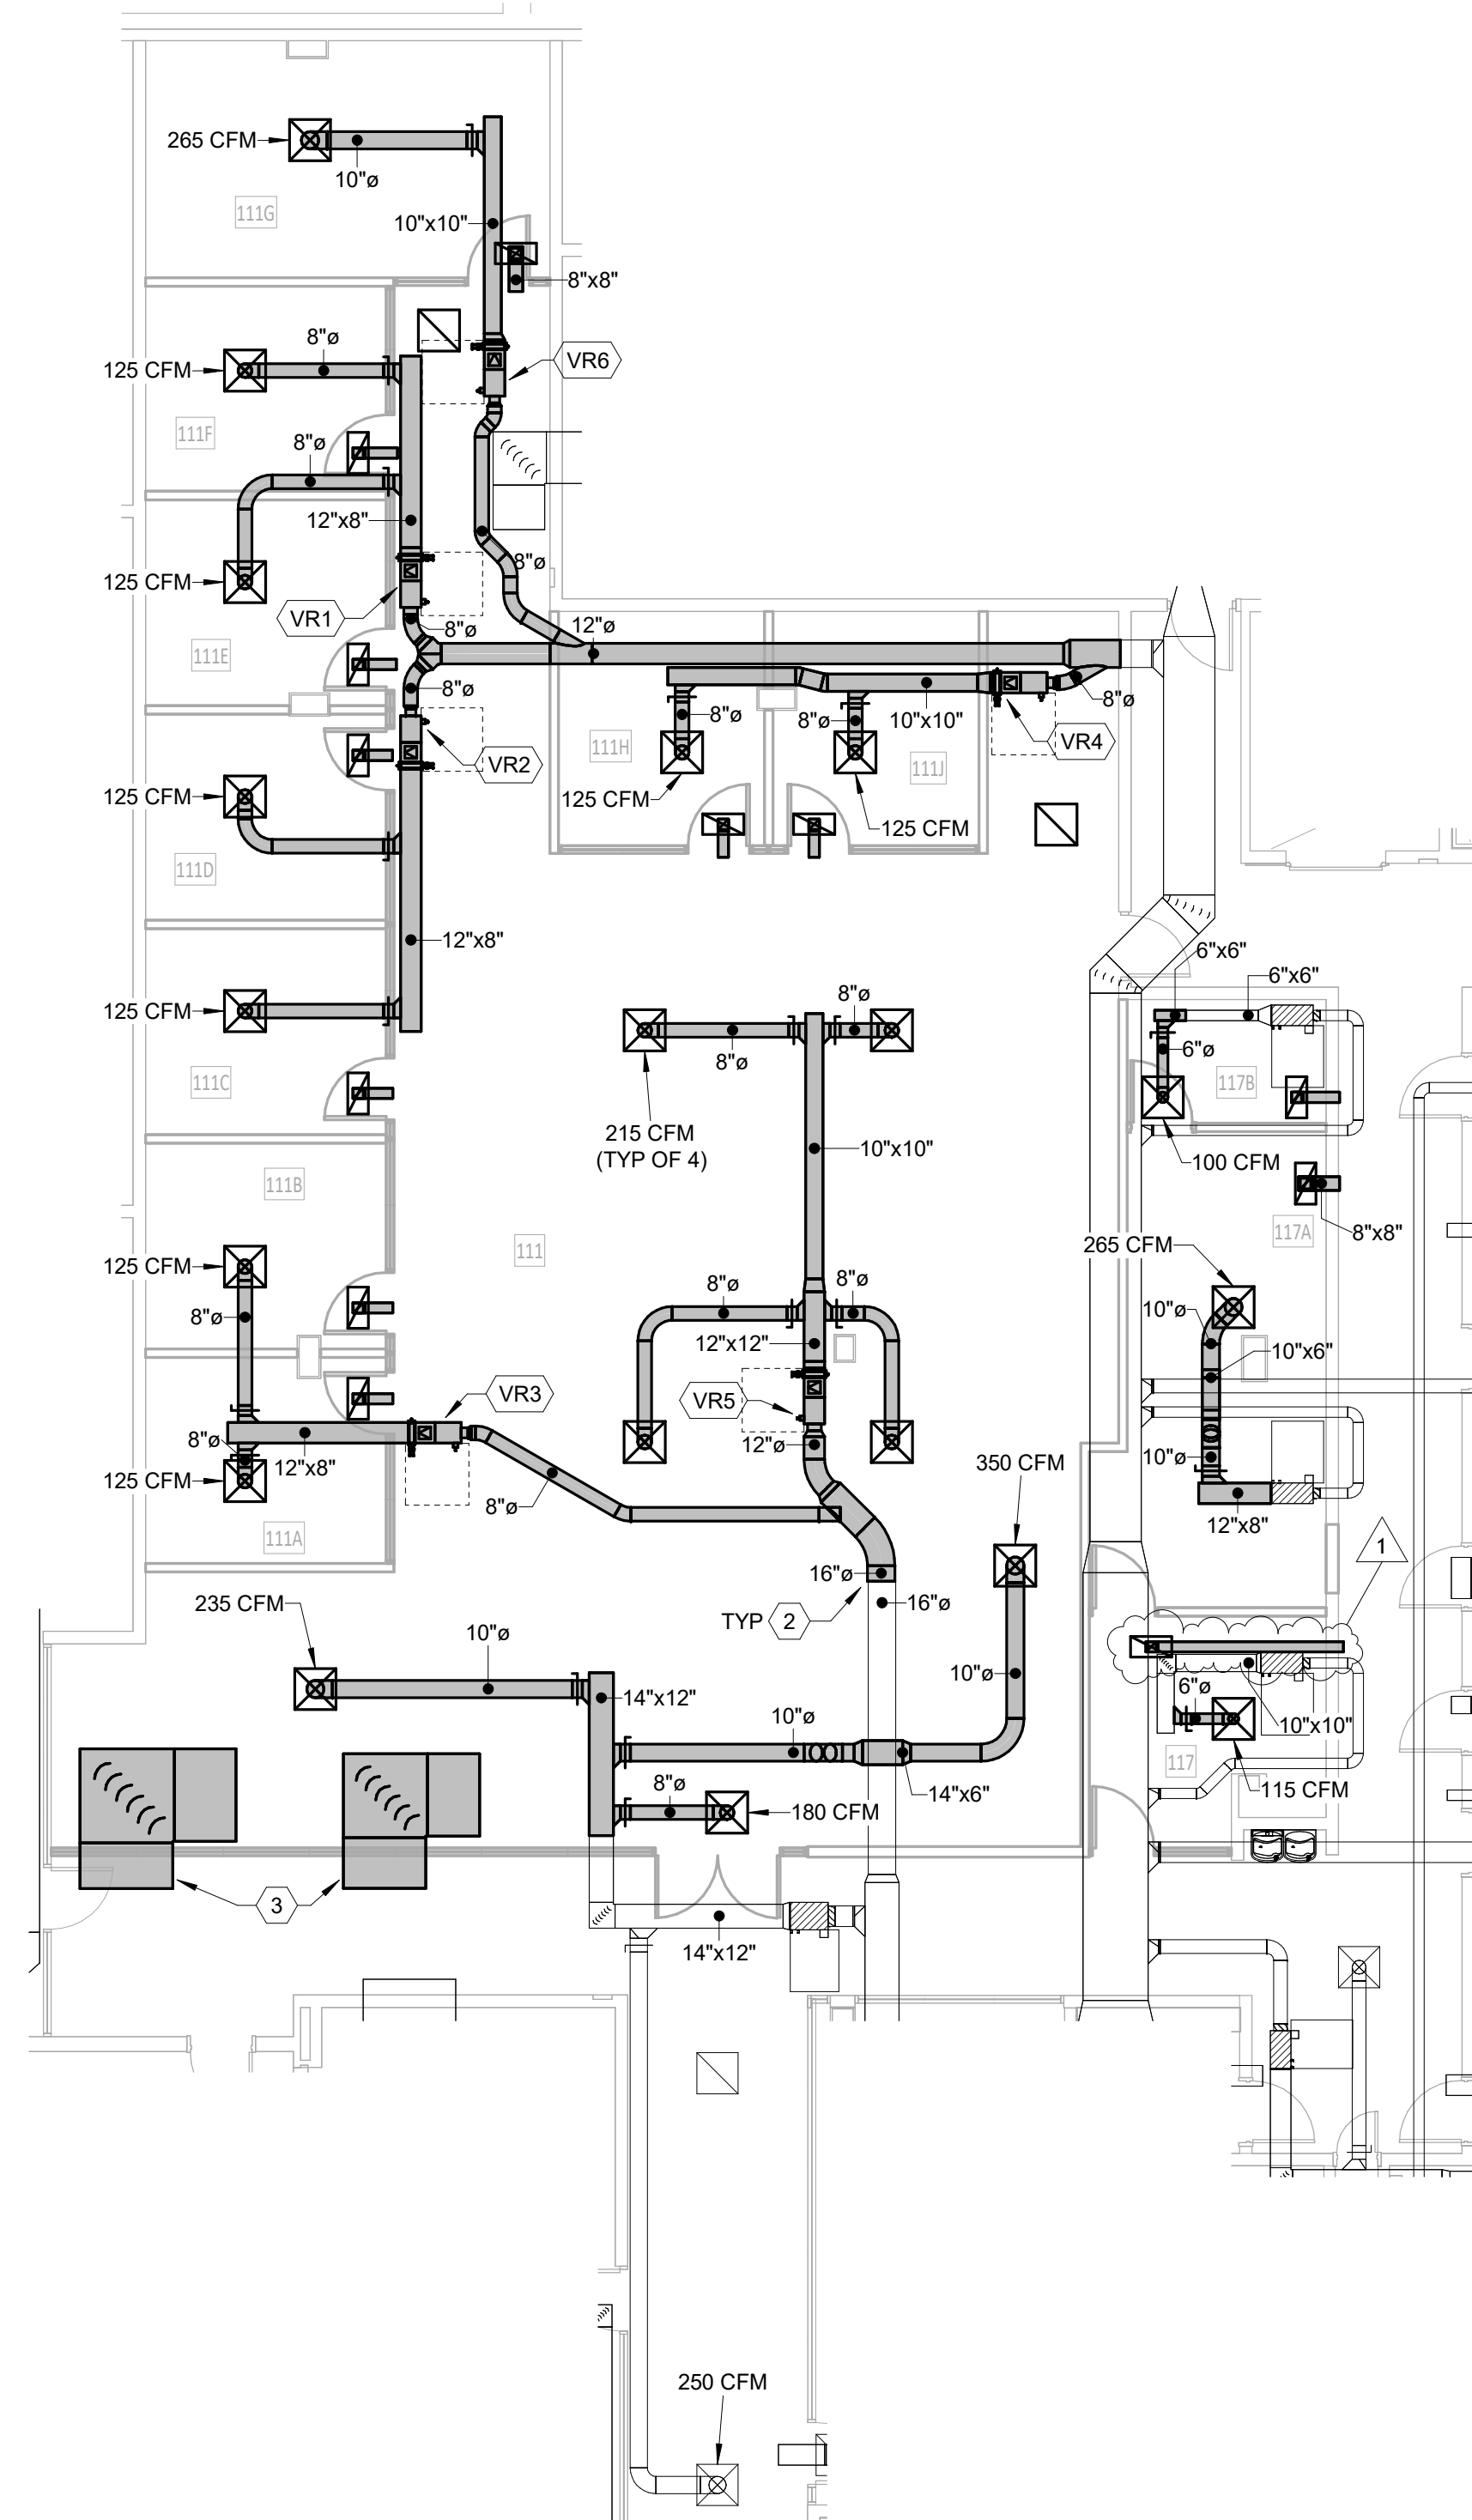 265 CFM
10"ø
111G
10"x10"
8"x8"
8"ø
125 CFM
VR6
111F
8"ø
12"x8"
8"ø
125 CFM
VR1
8"ø
12"ø
111E
8"ø
8"ø
8"ø
8"ø
10"x10"
VR4
111H
111J
VR2
125 CFM
125 CFM
125 CFM
111D
12"x8"
6"x6"
6"x6"
8"ø
125 CFM
8"ø
6"ø
111C
117B
215 CFM
(TYP OF 4)
10"x10"
100 CFM
111B
117A
8"x8"
111
265 CFM
125 CFM
8"ø
8"ø
10"ø
8"ø
12"x12"
10"x6"
VR3
VR5
8"ø
12"x8"
12"ø
10"ø
125 CFM
350 CFM
8"ø
12"x8"
111A
1
16"ø
235 CFM
16"ø
TYP 2
10"ø
10"ø
6"ø
14"x12"
10"ø
10"x10"
117
8"ø
14"x6"
115 CFM
180 CFM
3
14"x12"
250 CFM